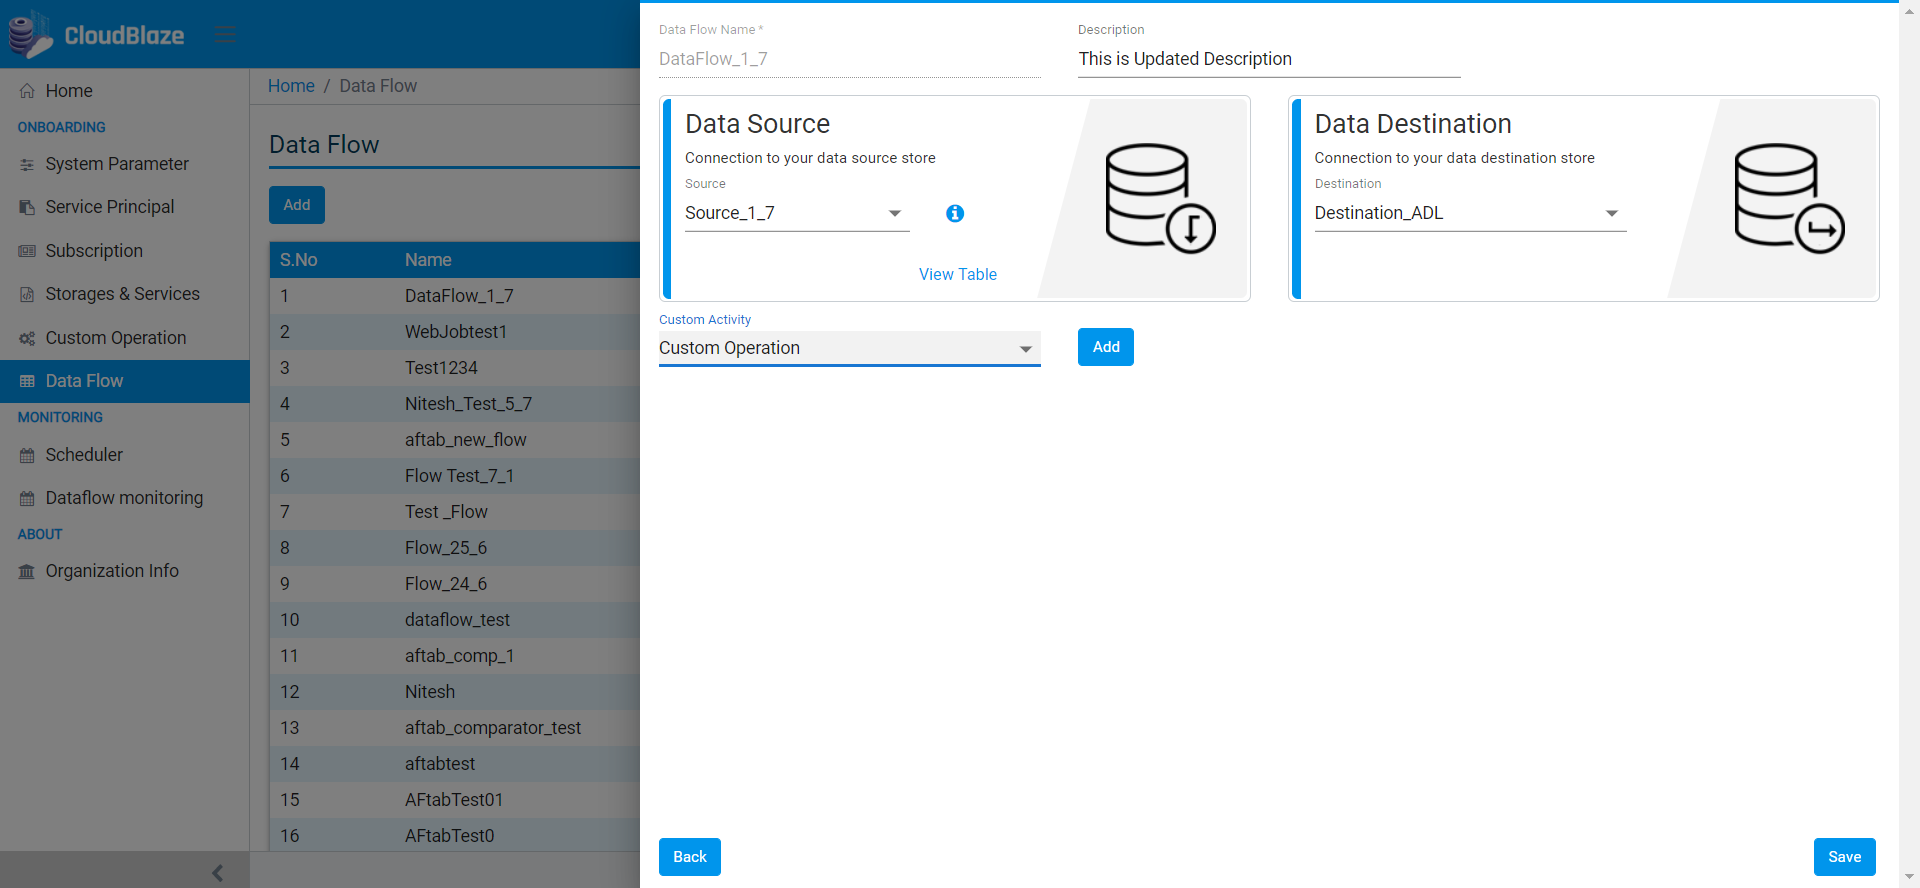 CloudBlaze
Home
ONBOARDING
System Parameter
Service Principal
Subscription
Storages & Services
Custom Operation
Data Flow
MONITORING
Scheduler
Dataflow monitoring
ABOUT
Organization Info
Home / Data Flow
Data Flow
Add
S.No Name
1 DataFlow_1_7
2 WebJobtest1
3 Test1234
4 Nitesh_Test_5_7
5 aftab_new_flow
6 Flow Test_7_1
7 Test _Flow
8 Flow_25_6
9 Flow_24_6
10 dataflow_test
11 aftab_comp_1
12 Nitesh
13 aftab_comparator_test
14 aftabtest
15 AFtabTest01
16 AFtabTest0
Data Flow Name *
DataFlow_1_7
Description
This is Updated Description
Data Source
Connection to your data source store
Source
Source_1_7
View Table
Data Destination
Connection to your data destination store
Destination
Destination_ADL
Custom Activity
Custom Operation
Add
Back
Save